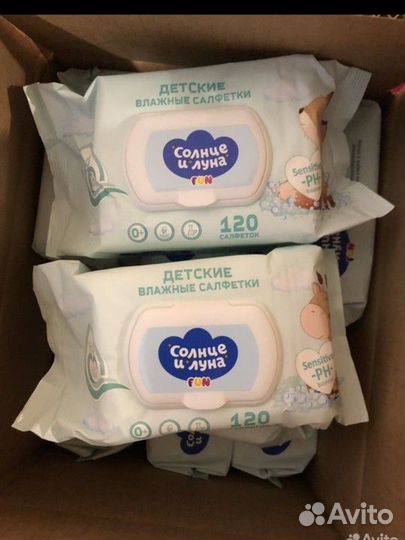 ДЕТСКИЕ
ВЛАЖНЫЕ САЛФЕТКИ
СОЛНЦЕ
И ЛУНА
FUN
Sensitive
-PH-
0+
120
САЛФЕТОК
ДЕТСКИЕ
ВЛАЖНЫЕ САЛФЕТКИ
СОЛНЦЕ
И ЛУНА
FUN
Sensitive
-PH-
0+
120
Avito
Avito